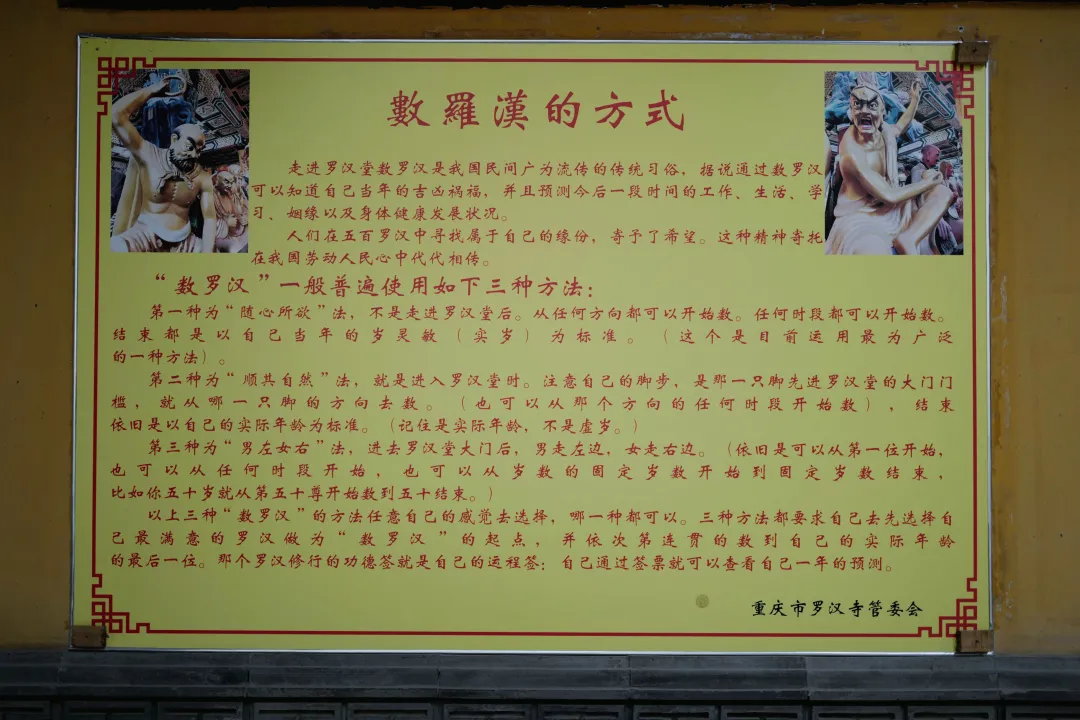 數羅漢的方式
走进罗汉堂数罗汉是我国民间广为流传的传统习俗，据说通过数罗汉
可以知道自己当年的吉凶祸福，并且预测今后一段时间的工作、生活、学
习、姻缘以及身体健康发展状况。
人们在五百罗汉中寻找属于自己的缘份，寄予了希望。这种精神寄托
在我国劳动人民心中代代相传。
“数罗汉”一般普遍使用如下三种方法：
第一种为“随心所欲”法，不是走进罗汉堂后。从任何方向都可以开始数。任何时段都可以开始数。
结束都是以自己当年的岁灵敏（实岁）为标准。（这个是目前运用最为广泛
的一种方法）。
第二种为“顺其自然”法，就是进入罗汉堂时。注意自己的脚步，是那一只脚先进罗汉堂的大门门
槛，就从哪一只脚的方向去数。（也可以从那个方向的任何时段开始数），结束
依旧是以自己的实际年龄为标准。（记住是实际年龄，不是虚岁。）
第三种为“男左女右”法，进去罗汉堂大门后，男走左边，女走右边。（依旧是可以从第一位开始，
也可以从任何时段开始，也可以从岁数的固定岁数开始到固定岁数结束，
比如你五十岁就从第五十尊开始数到五十结束。）
以上三种“数罗汉”的方法任意自己的感觉去选择，哪一种都可以。三种方法都要求自己去先选择自
己最满意的罗汉做为“数罗汉”的起点，并依次第连贯的数到自己的实际年龄
的最后一位。那个罗汉修行的功德签就是自己的运程签；自己通过签票就可以查看自己一年的预测。
重庆市罗汉寺管委会